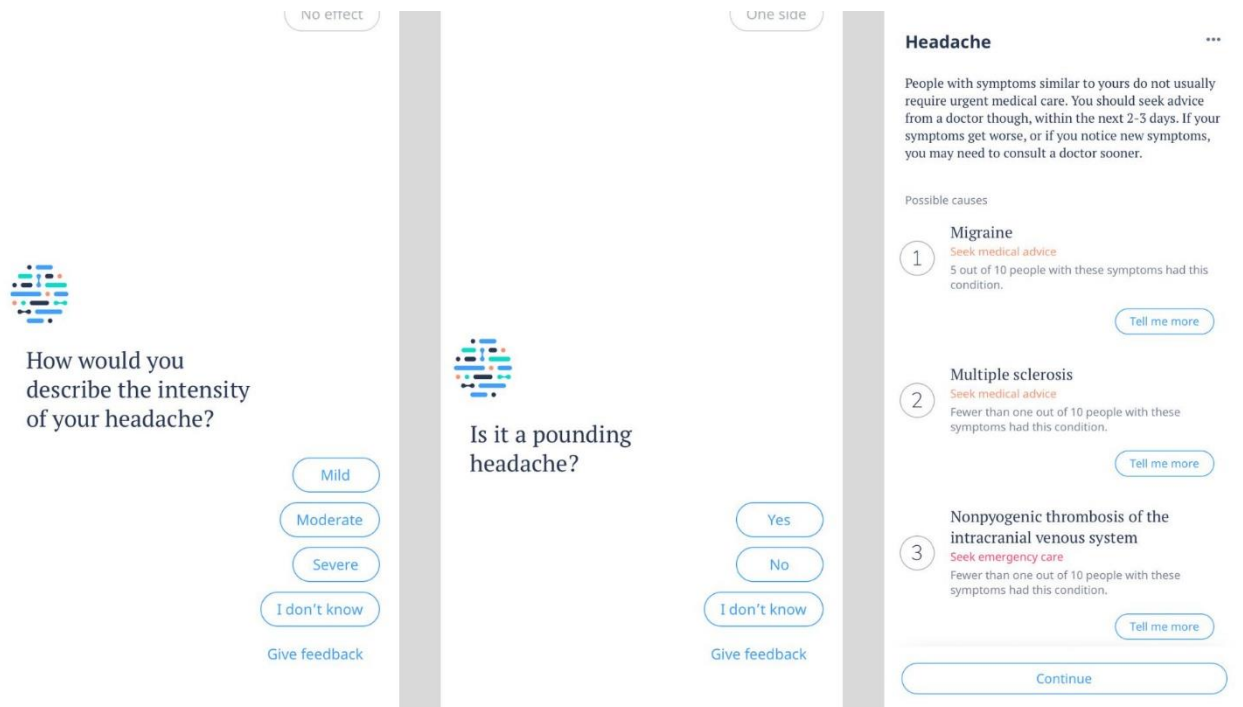 No effect
How would you
describe the intensity
of your headache?
Mild
Moderate
Severe
I don't know
Give feedback
One side
Is it a pounding
headache?
Yes
No
I don't know
Give feedback
Headache
People with symptoms similar to yours do not usually
require urgent medical care. You should seek advice
from a doctor though, within the next 2-3 days. If your
symptoms get worse, or if you notice new symptoms,
you may need to consult a doctor sooner.
Possible causes
1
Migraine
Seek medical advice
5 out of 10 people with these symptoms had this
condition.
Tell me more
2
Multiple sclerosis
Seek medical advice
Fewer than one out of 10 people with these
symptoms had this condition.
Tell me more
3
Nonpyogenic thrombosis of the
intracranial venous system
Seek emergency care
Fewer than one out of 10 people with these
symptoms had this condition.
Tell me more
Continue